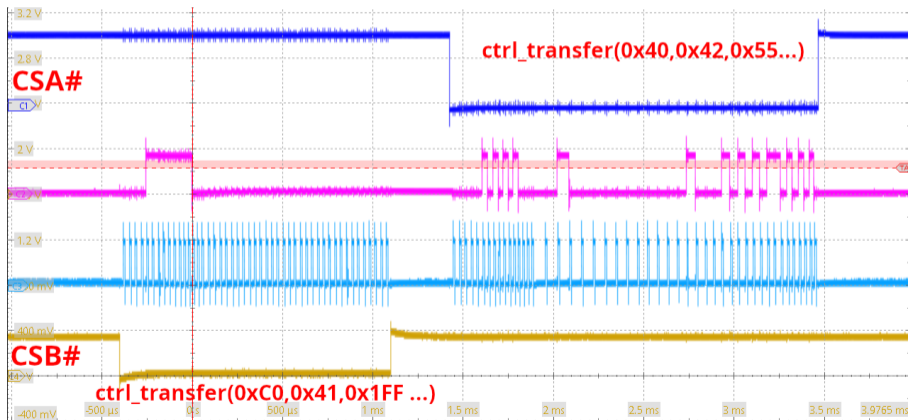 3.2 V
ctrl_transfer(0x40,0x42,0x55...)
2.8 V
CSA#
C1
2 V
1.2 V
400 mV
CSB#
ctrl_transfer(0xC0,0x41,0x1FF ...)
-400 mV
-500 µs
500 µs
1 ms
1.5 ms
2 ms
2.5 ms
3 ms
3.5 ms
3.9765 ms